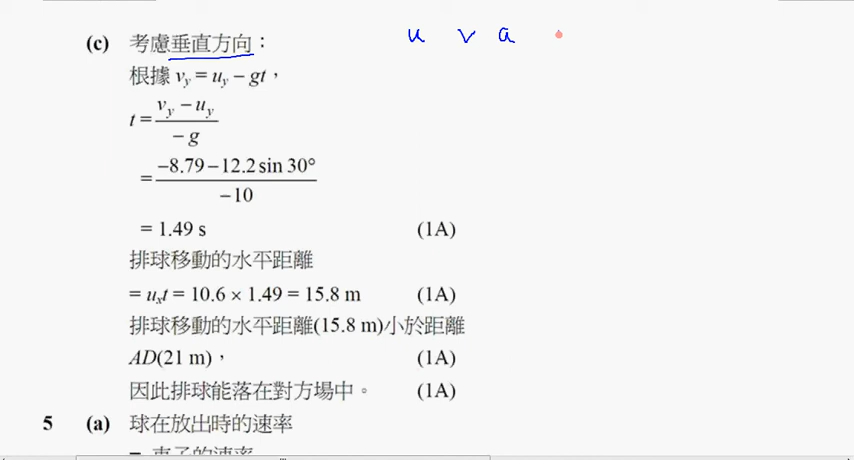 u v a
(c) 考慮垂直方向：
根據 v_y = u_y − gt，
t = (v_y − u_y) / (−g)
= (−8.79 − 12.2 sin 30°) / (−10)
= 1.49 s (1A)
排球移動的水平距離
= u_x t = 10.6 × 1.49 = 15.8 m (1A)
排球移動的水平距離(15.8 m)小於距離
AD(21 m)， (1A)
因此排球能落在對方場中。 (1A)
5 (a) 球在放出時的速率